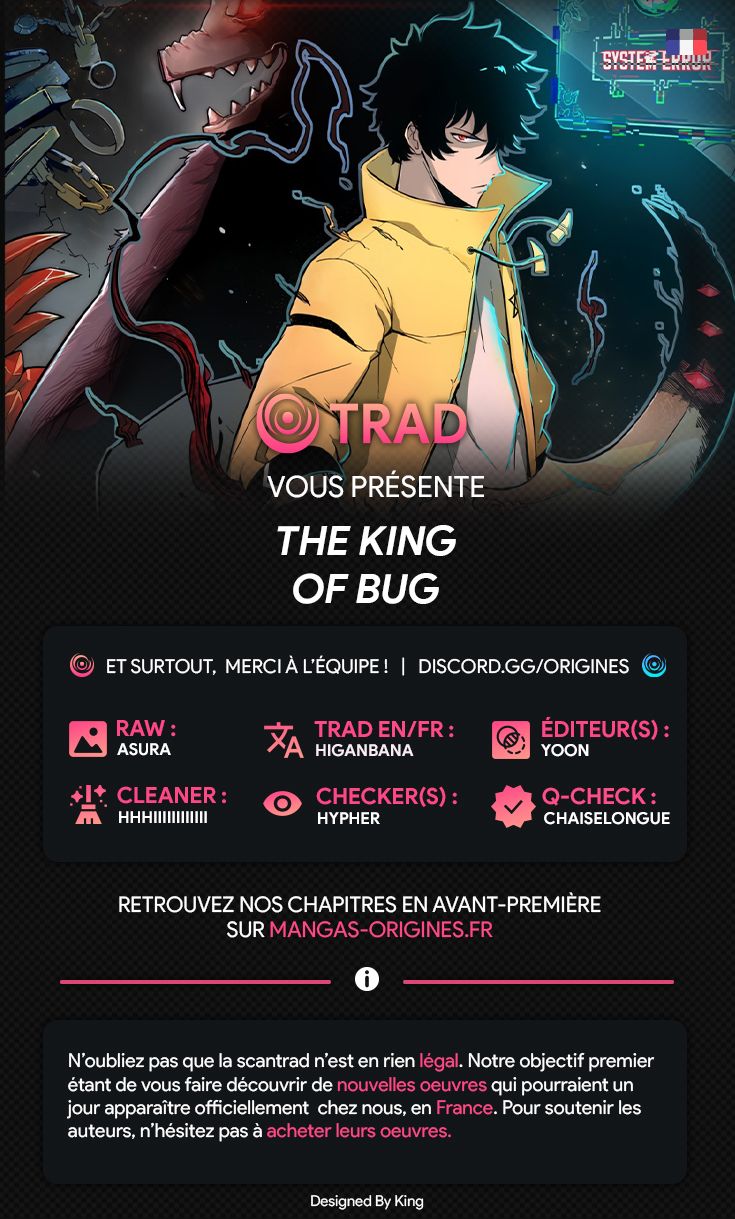 SYSTEM ERROR
TRAD
VOUS PRÉSENTE
THE KING
OF BUG
ET SURTOUT, MERCI À L'ÉQUIPE ! | DISCORD.GG/ORIGINES
RAW :
ASURA
TRAD EN/FR :
HIGANBANA
ÉDITEUR(S) :
YOON
CLEANER :
HHHIIIIIIIIIIII
CHECKER(S) :
HYPHER
Q-CHECK :
CHAISELONGUE
RETROUVEZ NOS CHAPITRES EN AVANT-PREMIÈRE
SUR MANGAS-ORIGINES.FR
N'oubliez pas que la scantrad n'est en rien légal. Notre objectif premier
étant de vous faire découvrir de nouvelles oeuvres qui pourraient un
jour apparaître officiellement chez nous, en France. Pour soutenir les
auteurs, n'hésitez pas à acheter leurs oeuvres.
Designed By King